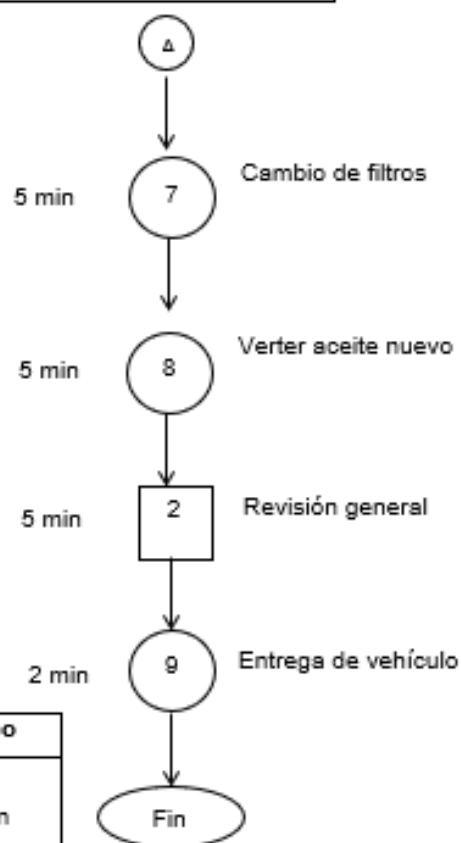 A
5 min
7
Cambio de filtros
5 min
8
Verter aceite nuevo
5 min
2
Revisión general
2 min
9
Entrega de vehículo
Fin